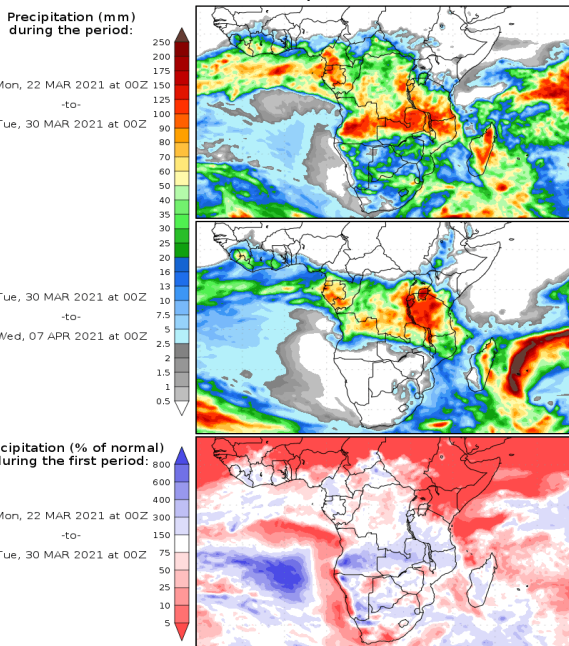 Precipitation (mm)
during the period:
250
200
175
150
125
100
90
80
70
60
50
40
35
30
25
20
16
13
10
7.5
5
2.5
2
1.5
1
0.5
Mon, 22 MAR 2021 at 00Z
-to-
Tue, 30 MAR 2021 at 00Z
Tue, 30 MAR 2021 at 00Z
-to-
Wed, 07 APR 2021 at 00Z
cipitation (% of normal)
uring the first period:
800
600
400
300
150
75
50
25
10
5
Mon, 22 MAR 2021 at 00Z
-to-
Tue, 30 MAR 2021 at 00Z